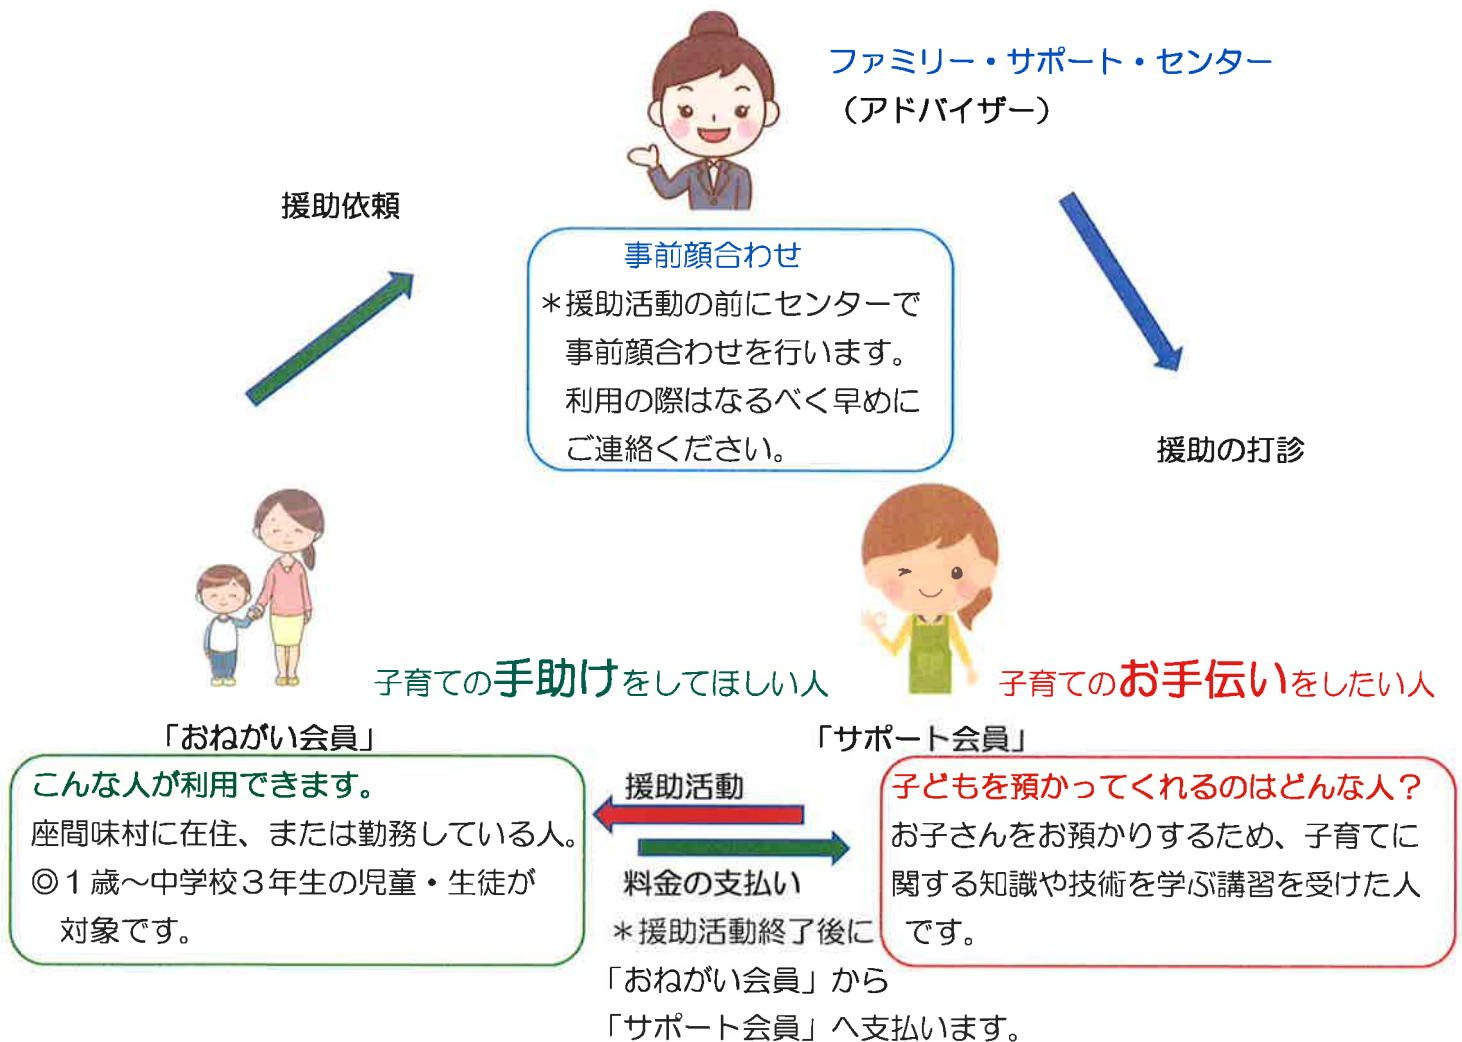 ファミリー・サポート・センター
（アドバイザー）
援助依頼
事前顔合わせ
＊援助活動の前にセンターで
事前顔合わせを行います。
利用の際はなるべく早めに
ご連絡ください。
援助の打診
子育ての手助けをしてほしい人
「おねがい会員」
こんな人が利用できます。
座間味村に在住、または勤務している人。
◎１歳～中学校３年生の児童・生徒が
対象です。
子育てのお手伝いをしたい人
「サポート会員」
子どもを預かってくれるのはどんな人？
お子さんをお預かりするため、子育てに
関する知識や技術を学ぶ講習を受けた人
です。
援助活動
料金の支払い
＊援助活動終了後に
「おねがい会員」から
「サポート会員」へ支払います。